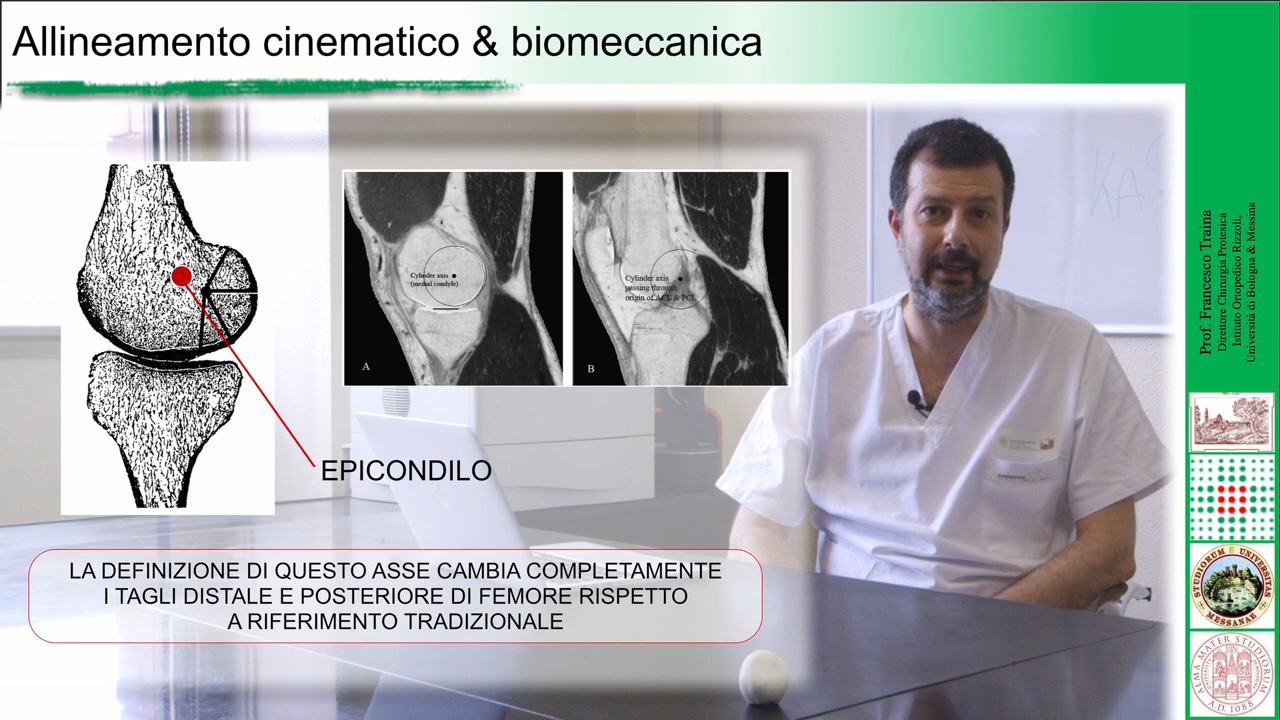 Allineamento cinematico & biomeccanica
KA
Cylinder axis
(medial condyle)
A
Cylinder axis
passing through
origin of ACL & PCL
B
EPICONDILO
LA DEFINIZIONE DI QUESTO ASSE CAMBIA COMPLETAMENTE
I TAGLI DISTALE E POSTERIORE DI FEMORE RISPETTO
A RIFERIMENTO TRADIZIONALE
Prof. Francesco Traina
Direttore Chirurgia Protesica
Istituto Ortopedico Rizzoli,
Università di Bologna & Messina
STUDIORUM E UNIVERSITAS
MESSANAE
ALMA MATER STUDIORUM
A.D. 1088